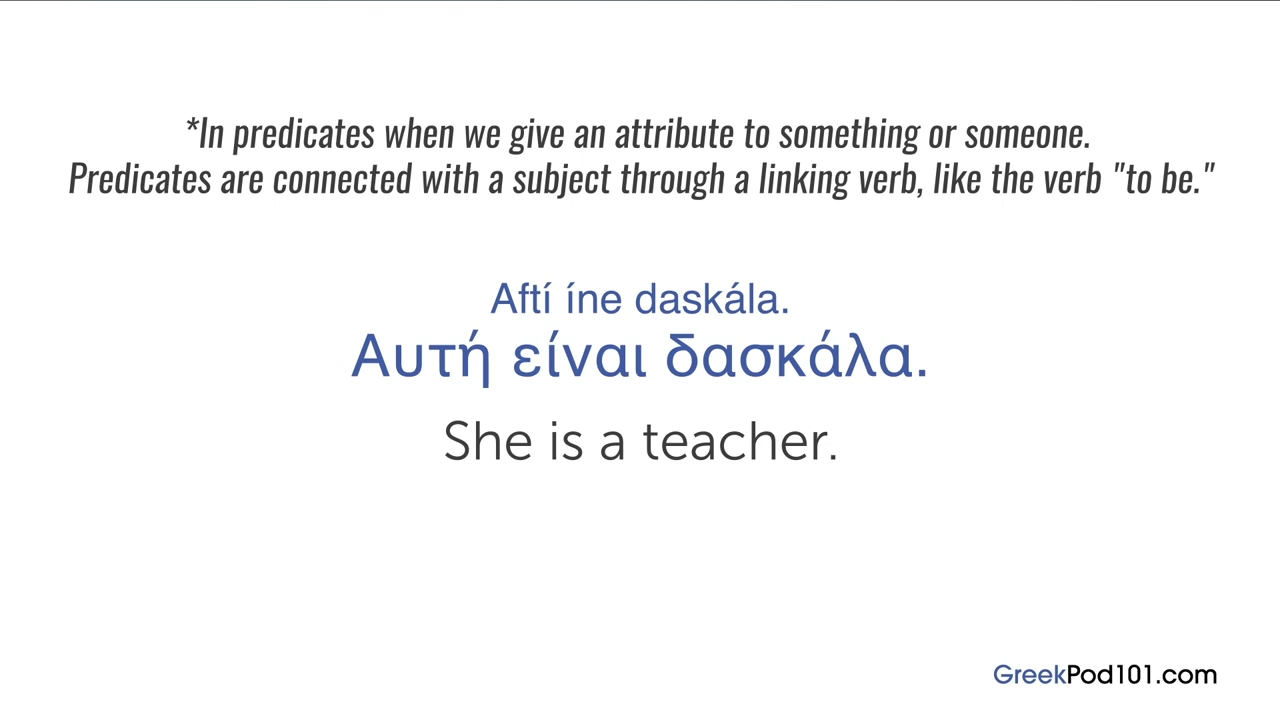 *In predicates when we give an attribute to something or someone.
Predicates are connected with a subject through a linking verb, like the verb "to be."
Aftí íne daskála.
Αυτή είναι δασκάλα.
She is a teacher.
GreekPod101.com